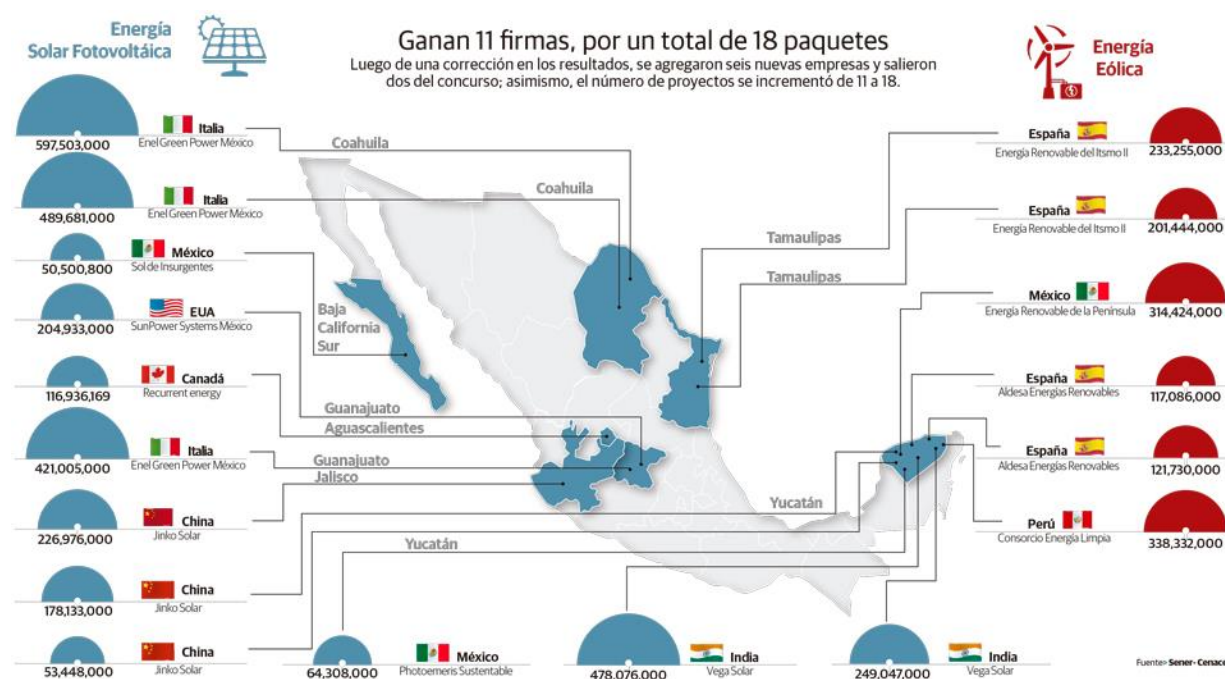 Energía
Solar Fotovoltáica
Ganan 11 firmas, por un total de 18 paquetes
Luego de una corrección en los resultados, se agregaron seis nuevas empresas y salieron
dos del concurso; asimismo, el número de proyectos se incrementó de 11 a 18.
Energía
Eólica
Italia
597,503,000
Enel Green Power México
Italia
489,681,000
Enel Green Power México
México
50,500,800
Sol de Insurgentes
EUA
204,933,000
SunPower Systems México
Canadá
116,936,169
Recurrent energy
Italia
421,005,000
Enel Green Power México
China
226,976,000
Jinko Solar
China
178,133,000
Jinko Solar
China
53,448,000
Jinko Solar
Coahuila
Coahuila
Baja
California
Sur
Guanajuato
Aguascalientes
Guanajuato
Jalisco
Yucatán
Tamaulipas
Tamaulipas
Yucatán
México
64,308,000
Photoemeris Sustentable
India
478,076,000
Vega Solar
India
249,047,000
Vega Solar
España
Energía Renovable del Itsmo II
233,255,000
España
Energía Renovable del Itsmo II
201,444,000
México
Energía Renovable de la Península
314,424,000
España
Aldesa Energías Renovables
117,086,000
España
Aldesa Energías Renovables
121,730,000
Perú
Consorcio Energía Limpia
338,332,000
Fuente> Sener- Cenace